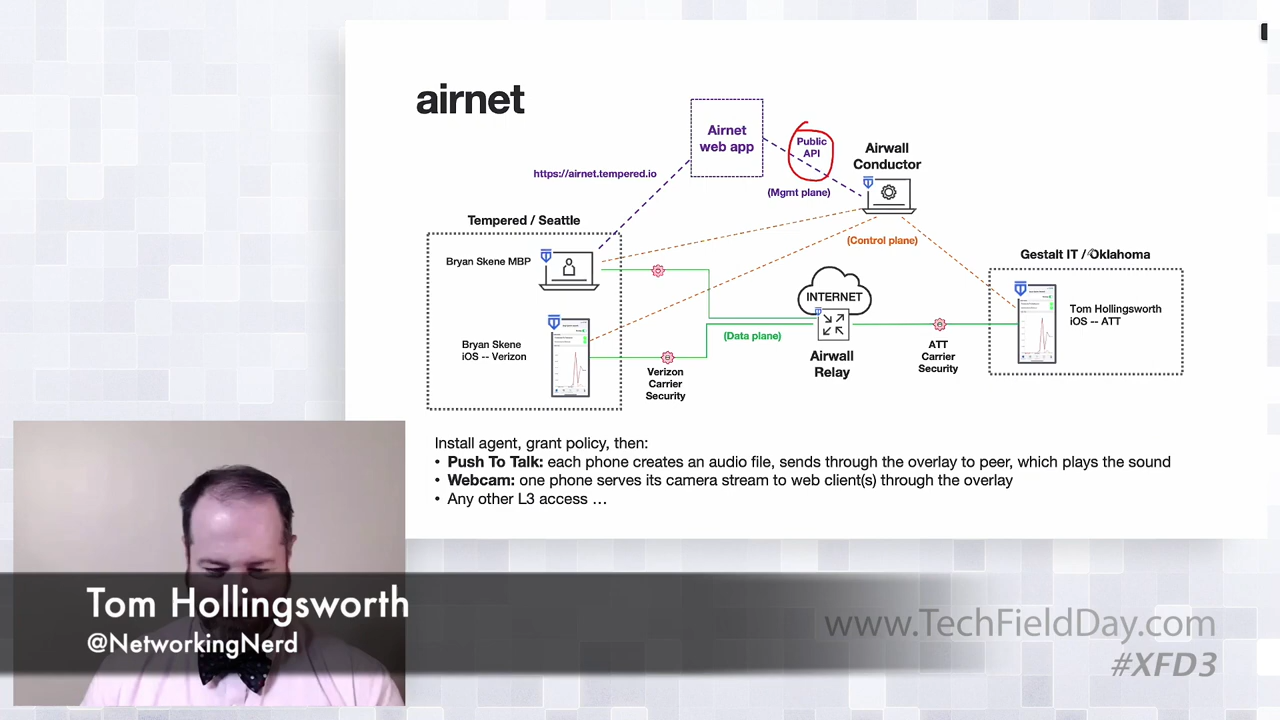 airnet
Airnet
web app
Public
API
Airwall
Conductor
https://airnet.tempered.io
(Mgmt plane)
Tempered / Seattle
(Control plane)
Gestalt IT / Oklahoma
Bryan Skene MBP
INTERNET
Tom Hollingsworth
iOS -- ATT
Bryan Skene
iOS -- Verizon
(Data plane)
Airwall
Relay
ATT
Carrier
Security
Verizon
Carrier
Security
Install agent, grant policy, then:
• Push To Talk: each phone creates an audio file, sends through the overlay to peer, which plays the sound
• Webcam: one phone serves its camera stream to web client(s) through the overlay
• Any other L3 access …
Tom Hollingsworth
@NetworkingNerd
www.TechFieldDay.com
#XFD3